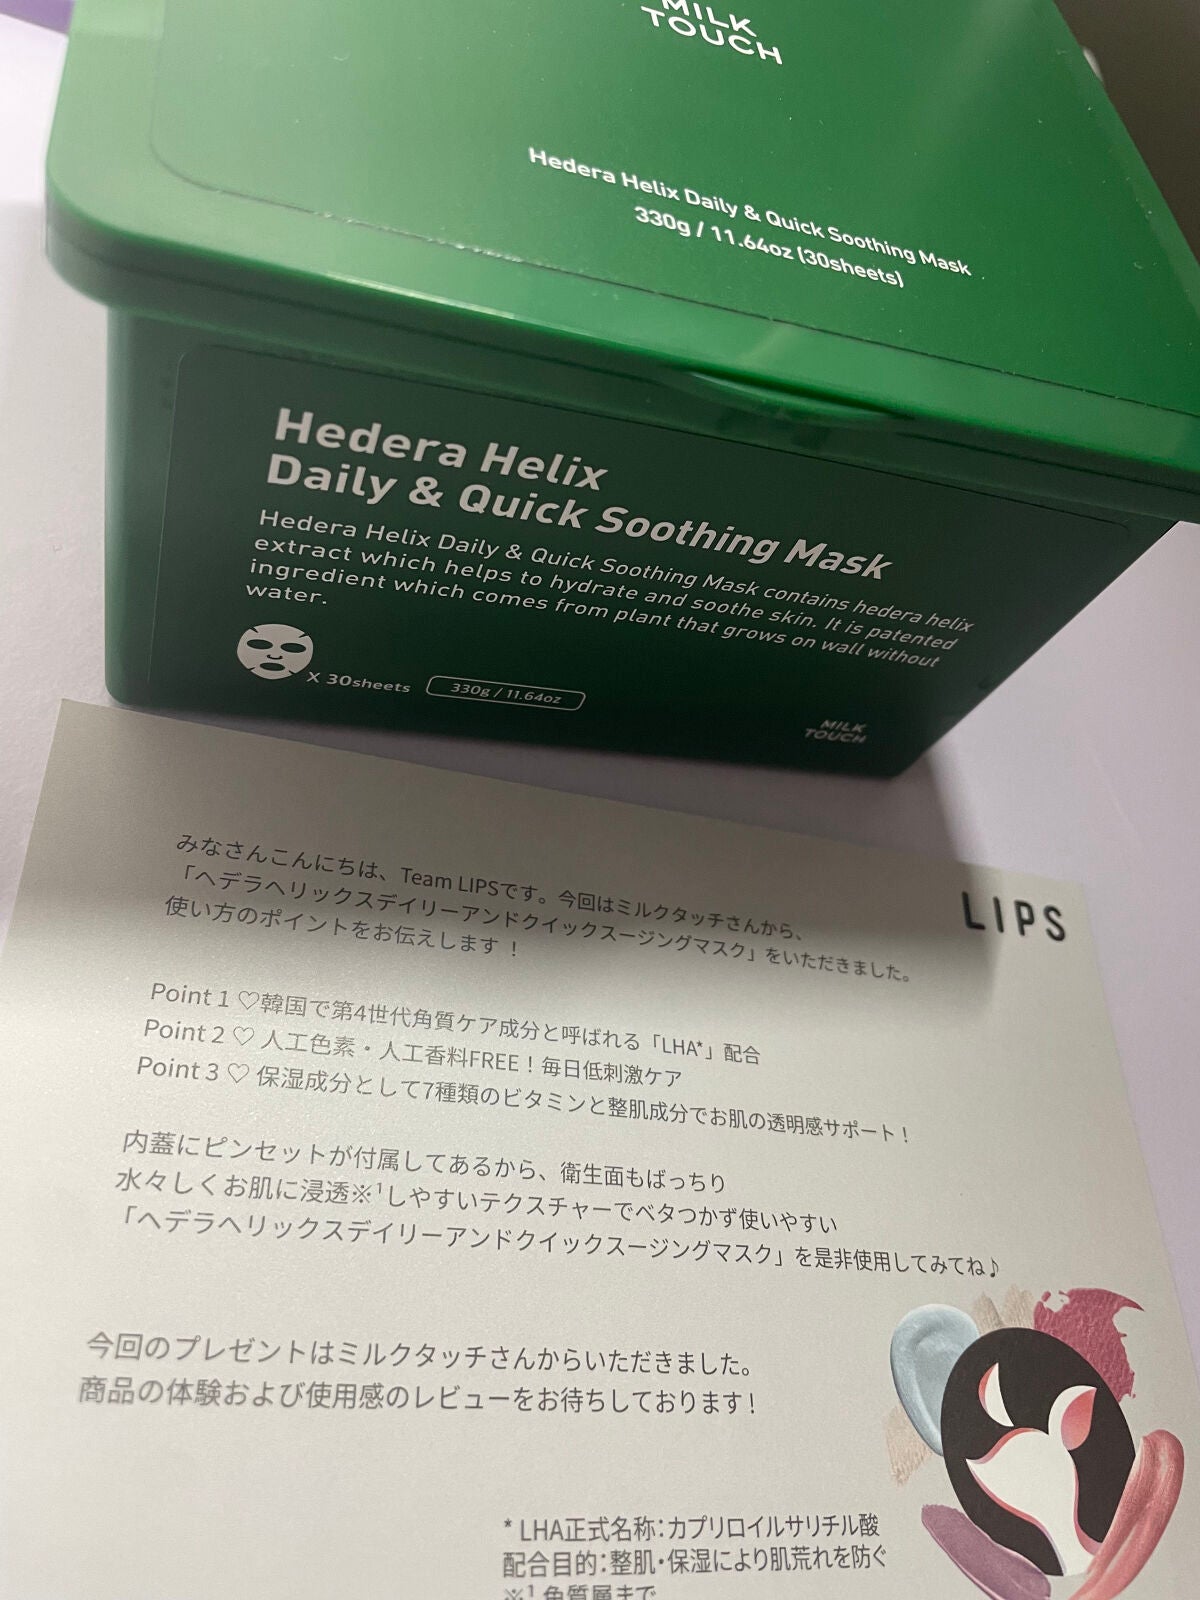 MILK
TOUCH
Hedera Helix Daily & Quick Soothing Mask
330g / 11.64oz (30sheets)
Hedera Helix
Daily & Quick Soothing Mask
Hedera Helix Daily & Quick Soothing Mask contains hedera helix
extract which helps to hydrate and soothe skin. It is patented
ingredient which comes from plant that grows on wall without
water.
X 30sheets 330g / 11.64oz
MILK
TOUCH
LIPS
みなさんこんにちは、Team LIPSです。今回はミルクタッチさんから、
「ヘデラヘリックスデイリーアンドクイックスージングマスク」をいただきました。
使い方のポイントをお伝えします！
Point 1 ♡韓国で第4世代角質ケア成分と呼ばれる「LHA*」配合
Point 2 ♡ 人工色素・人工香料FREE！毎日低刺激ケア
Point 3 ♡ 保湿成分として7種類のビタミンと整肌成分でお肌の透明感サポート！
内蓋にピンセットが付属してあるから、衛生面もばっちり
水々しくお肌に浸透※¹しやすいテクスチャーでベタつかず使いやすい
「ヘデラヘリックスデイリーアンドクイックスージングマスク」を是非使用してみてね♪
今回のプレゼントはミルクタッチさんからいただきました。
商品の体験および使用感のレビューをお待ちしております！
* LHA正式名称：カプリロイルサリチル酸
配合目的：整肌・保湿により肌荒れを防ぐ
※¹ 角質層まで